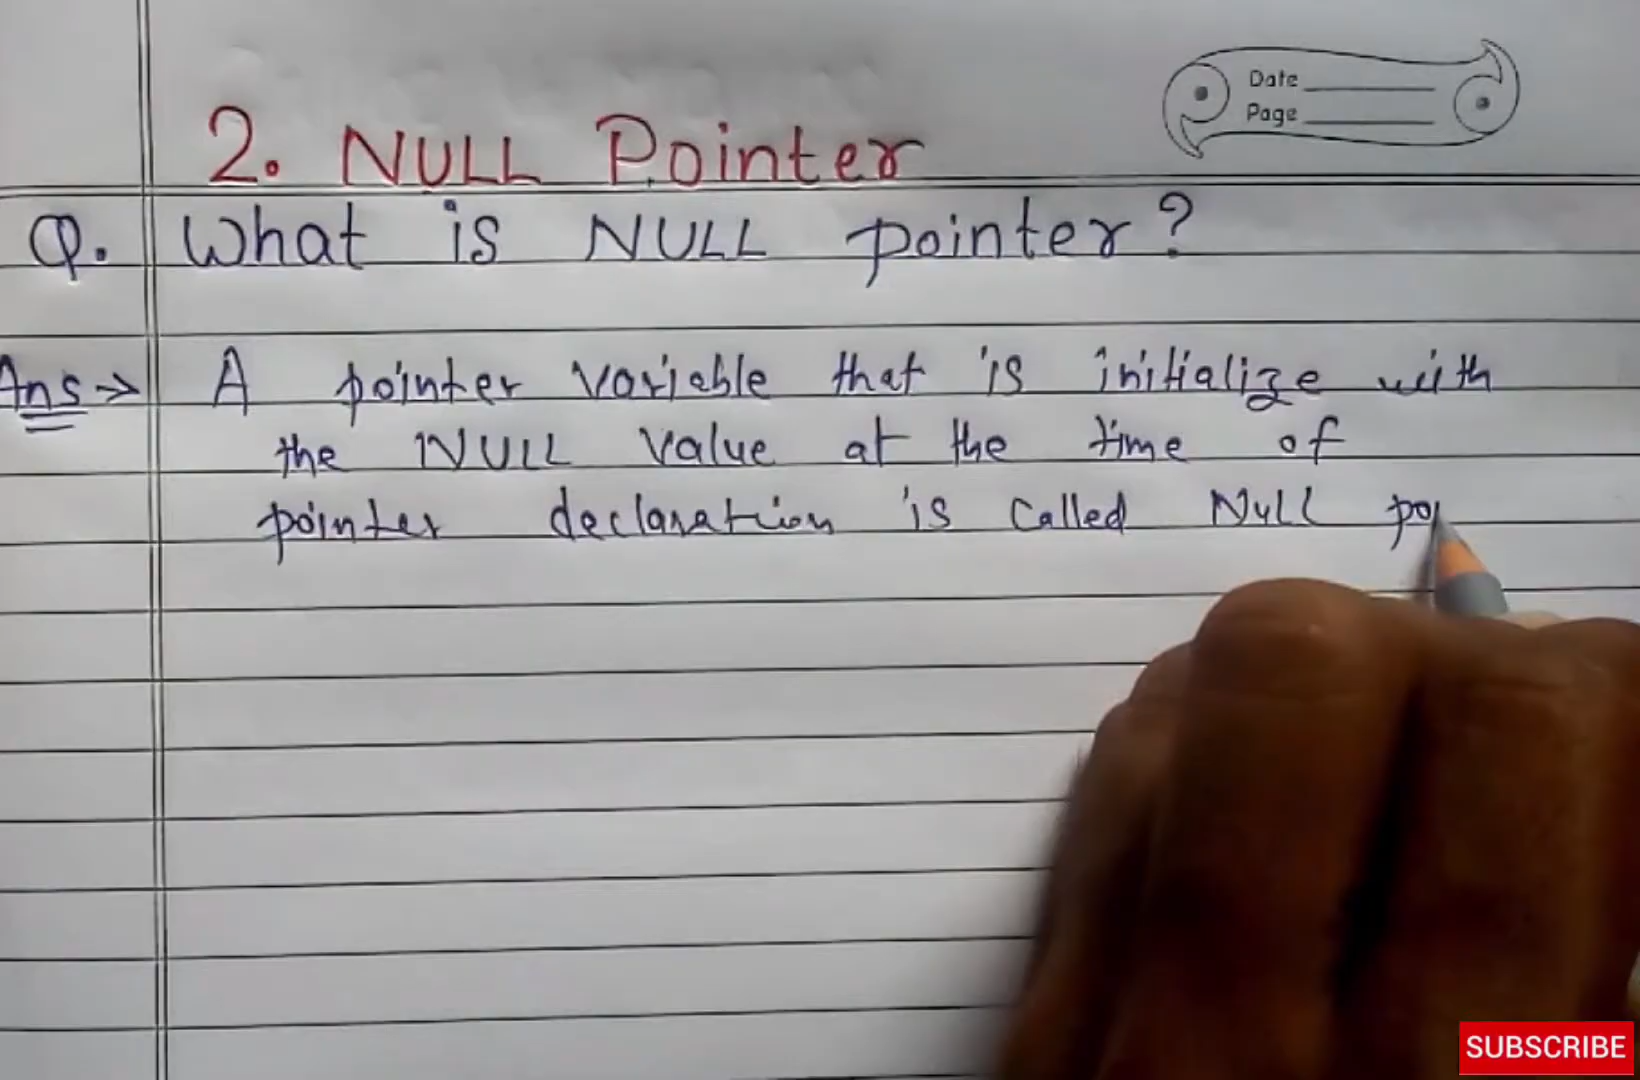 Date
Page
2. NULL Pointer
Q. What is NULL pointer?
Ans → A pointer variable that is initialize with
the NULL value at the time of
pointer declaration is called Null poi
SUBSCRIBE